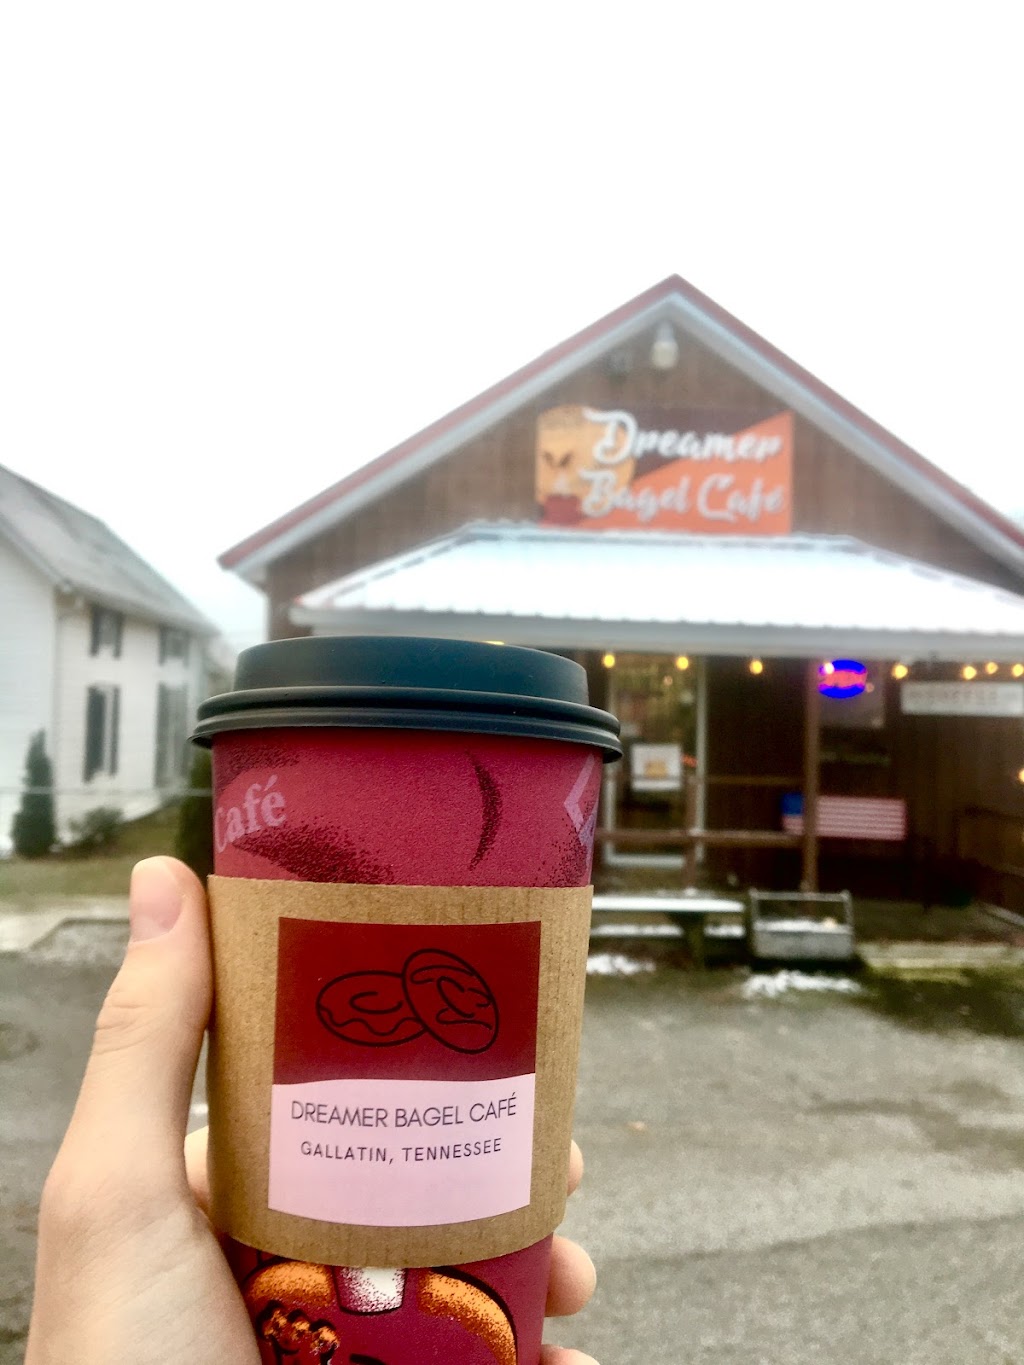 Dreamer
Bagel Café
Café
DREAMER BAGEL CAFÉ
GALLATIN, TENNESSEE